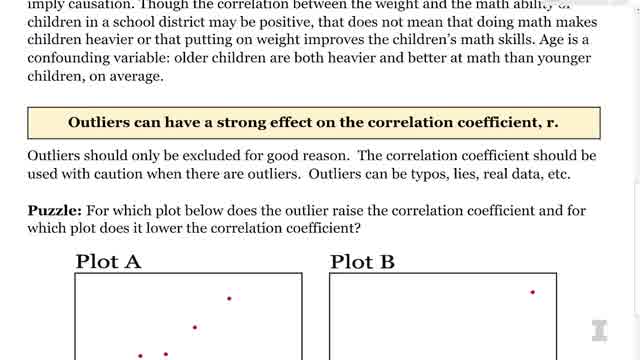 imply causation. Though the correlation between the weight and the math ability of
children in a school district may be positive, that does not mean that doing math makes
children heavier or that putting on weight improves the children's math skills. Age is a
confounding variable: older children are both heavier and better at math than younger
children, on average.
Outliers can have a strong effect on the correlation coefficient, r.
Outliers should only be excluded for good reason.  The correlation coefficient should be
used with caution when there are outliers.  Outliers can be typos, lies, real data, etc.
Puzzle: For which plot below does the outlier raise the correlation coefficient and for
which plot does it lower the correlation coefficient?
Plot A
Plot B